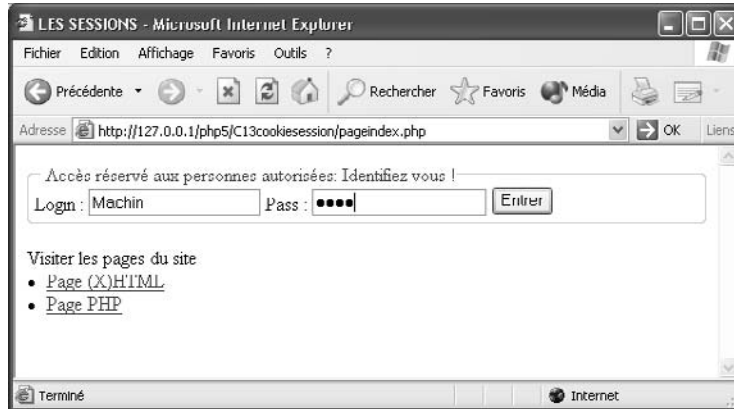 LES SESSIONS - Microsoft Internet Explorer
Fichier Edition Affichage Favoris Outils ?
Précédente Rechercher Favoris Média
Adresse http://127.0.0.1/php5/C13cookiesession/pageindex.php OK Liens
Accès réservé aux personnes autorisées: Identifiez vous !
Login : Machin Pass : ●●●● Entrer
Visiter les pages du site
• Page (X)HTML
• Page PHP
Terminé Internet